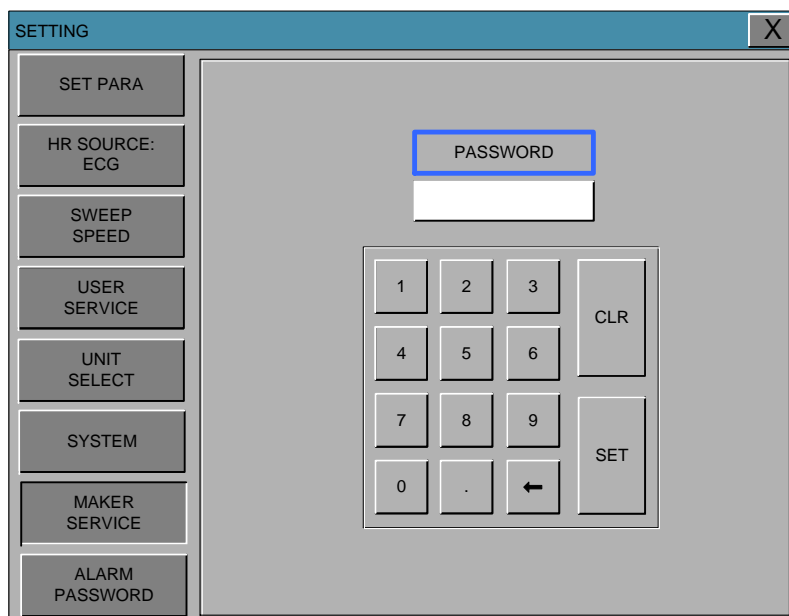 SETTING
X
SET PARA
HR SOURCE:
ECG
SWEEP
SPEED
USER
SERVICE
UNIT
SELECT
SYSTEM
MAKER
SERVICE
ALARM
PASSWORD
PASSWORD
1 2 3
CLR
4 5 6
7 8 9
SET
0 . ←